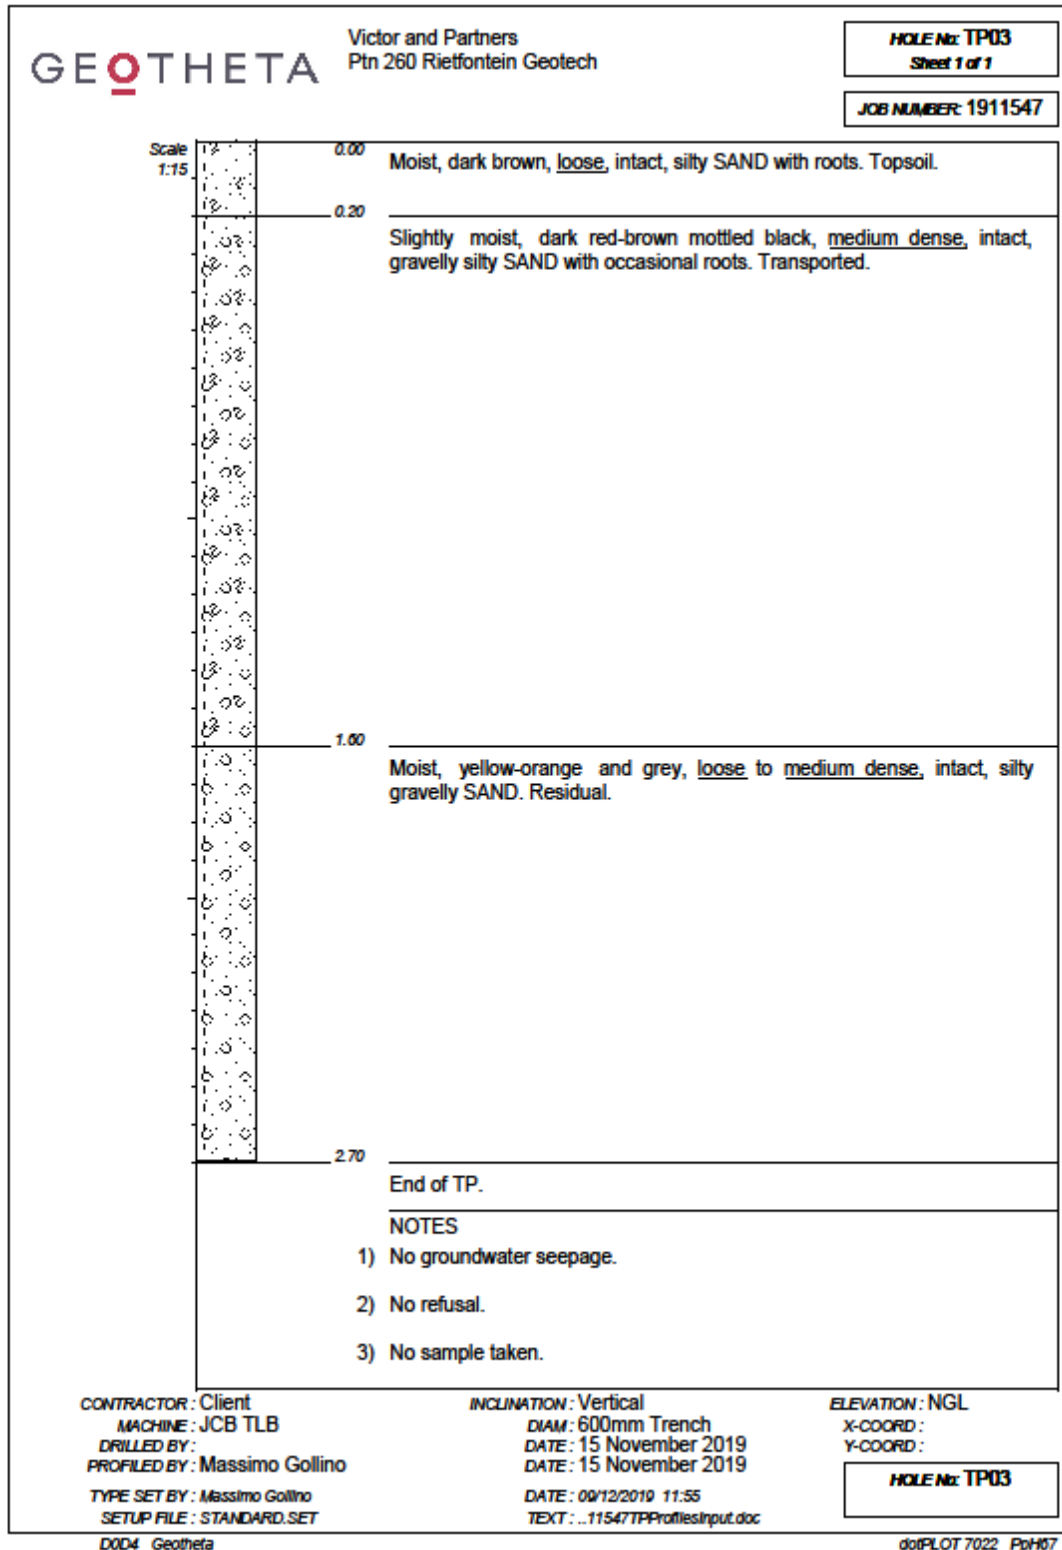 GEOTHETA
Victor and Partners
Ptn 260 Rietfontein Geotech
HOLE No: TP03
Sheet 1 of 1
JOB NUMBER: 1911547
Scale
1:15
0.00
Moist, dark brown, loose, intact, silty SAND with roots. Topsoil.
0.20
Slightly moist, dark red-brown mottled black, medium dense, intact,
gravelly silty SAND with occasional roots. Transported.
1.60
Moist, yellow-orange and grey, loose to medium dense, intact, silty
gravelly SAND. Residual.
2.70
End of TP.
NOTES
1) No groundwater seepage.
2) No refusal.
3) No sample taken.
CONTRACTOR : Client
MACHINE : JCB TLB
DRILLED BY :
PROFILED BY : Massimo Gollino
TYPE SET BY : Massimo Gollino
SETUP FILE : STANDARD.SET
INCLINATION : Vertical
DIAM : 600mm Trench
DATE : 15 November 2019
DATE : 15 November 2019
DATE : 09/12/2019 11:55
TEXT : ..11547TPProfilesInput.doc
ELEVATION : NGL
X-COORD :
Y-COORD :
HOLE No: TP03
D0D4 Geotheta
dotPLOT 7022 PpH67